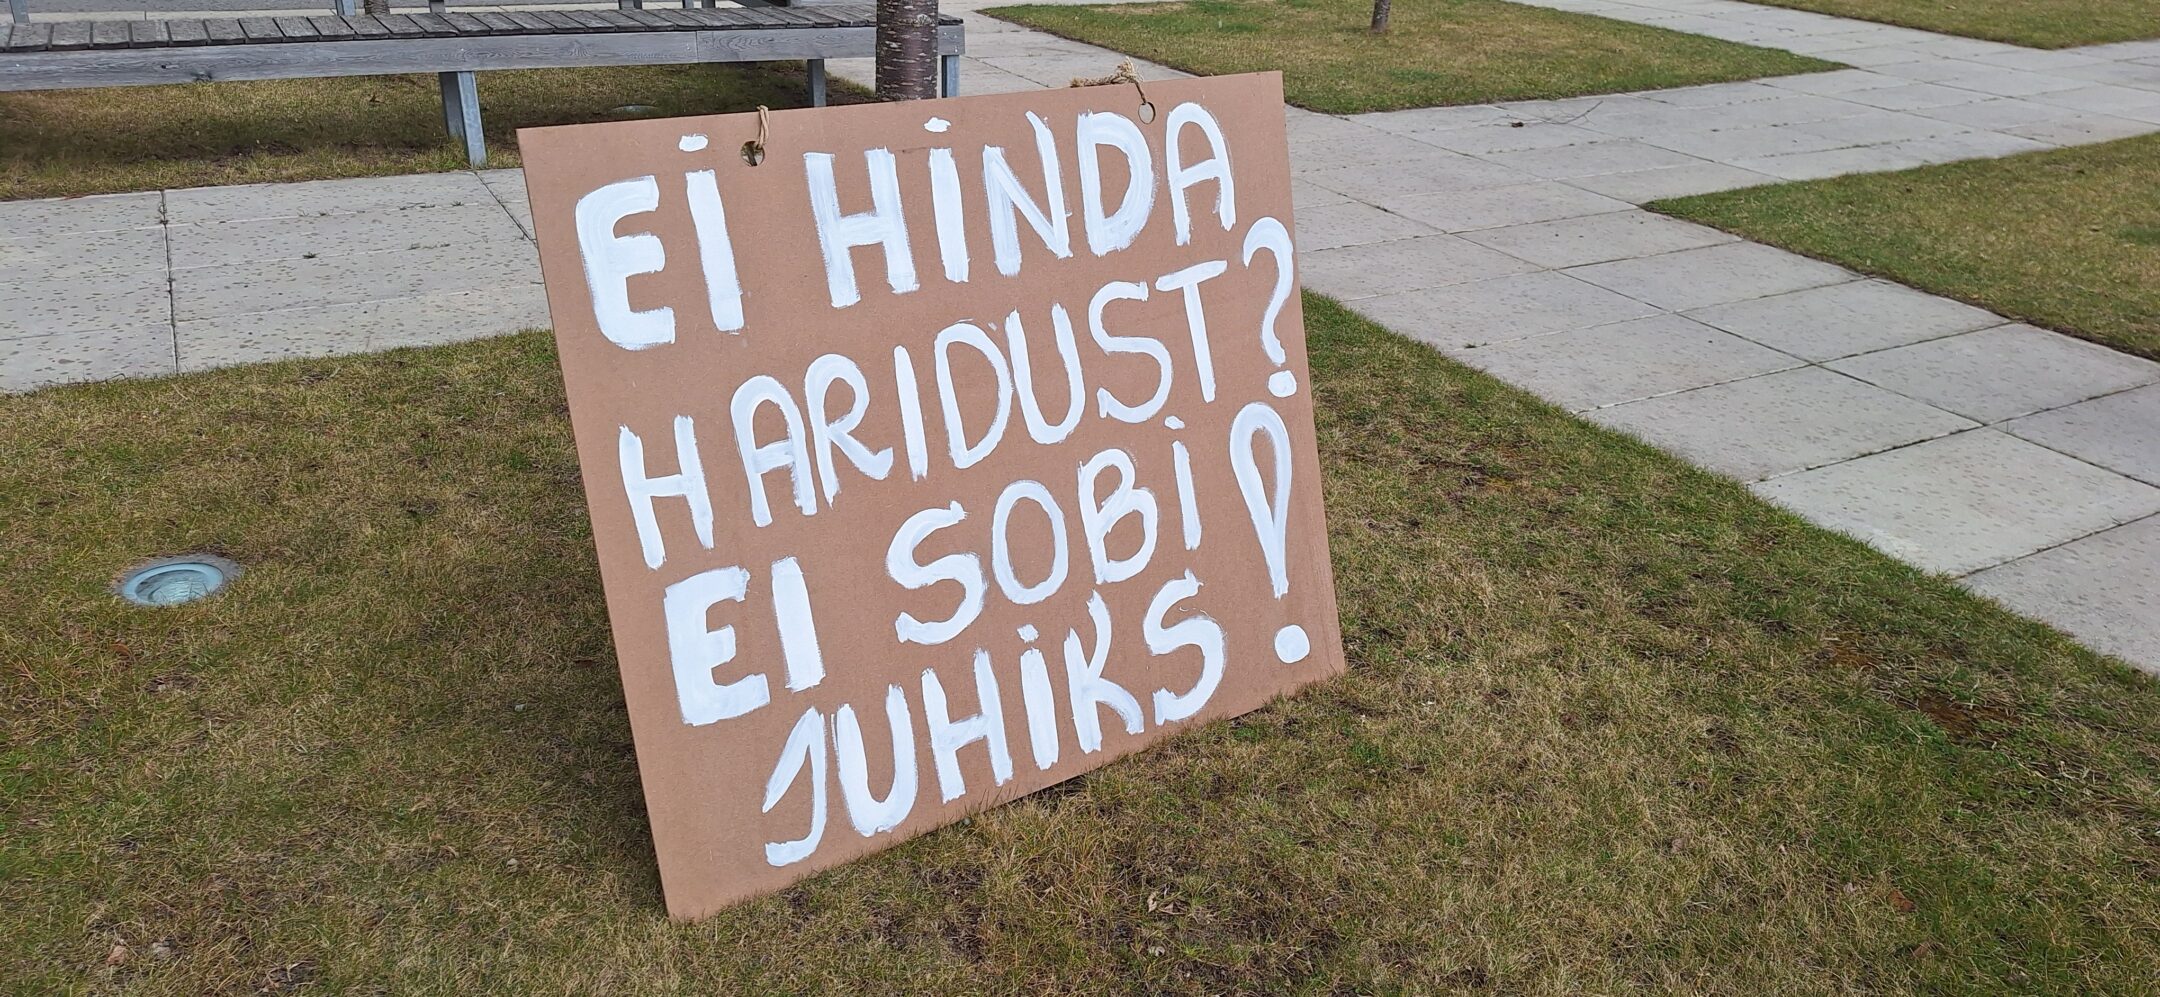 Ei HiNDA
HARIDUST?
EI SOBi
JUHiKS!